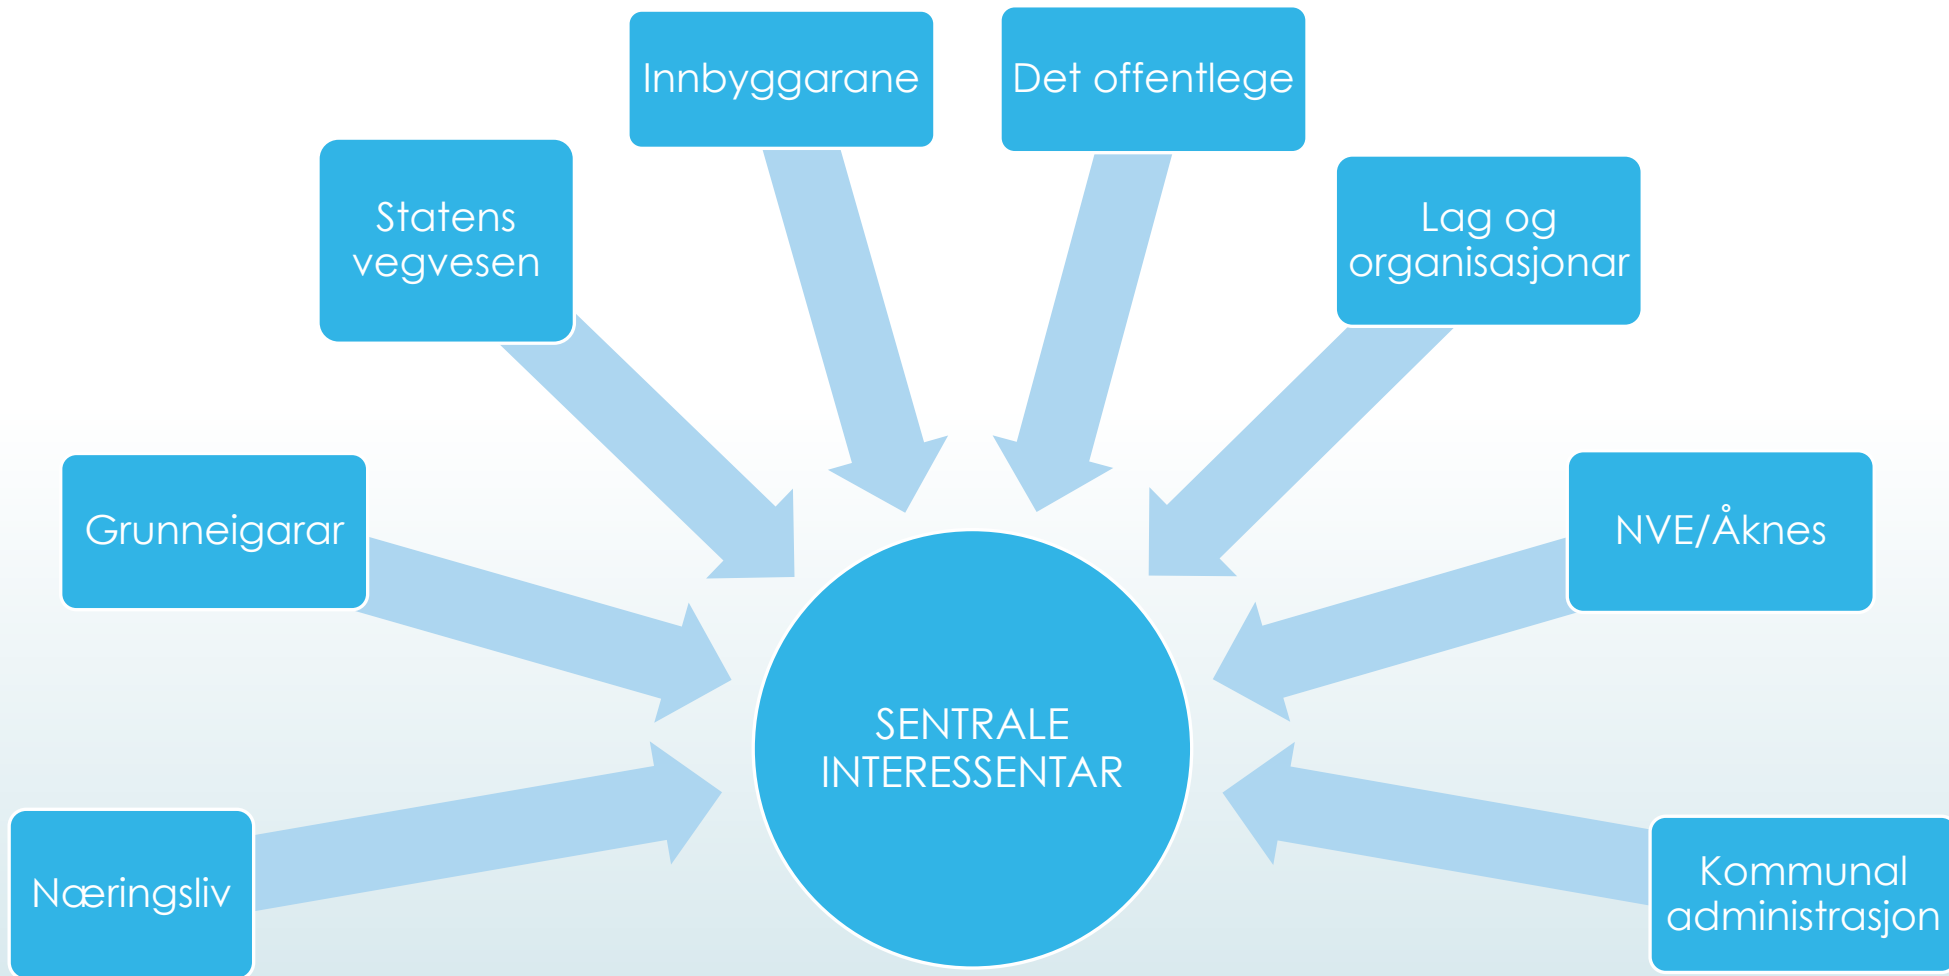 Innbyggarane
Det offentlege
Statens
vegvesen
Lag og
organisasjonar
Grunneigarar
NVE/Åknes
SENTRALE
INTERESSENTAR
Næringsliv
Kommunal
administrasjon